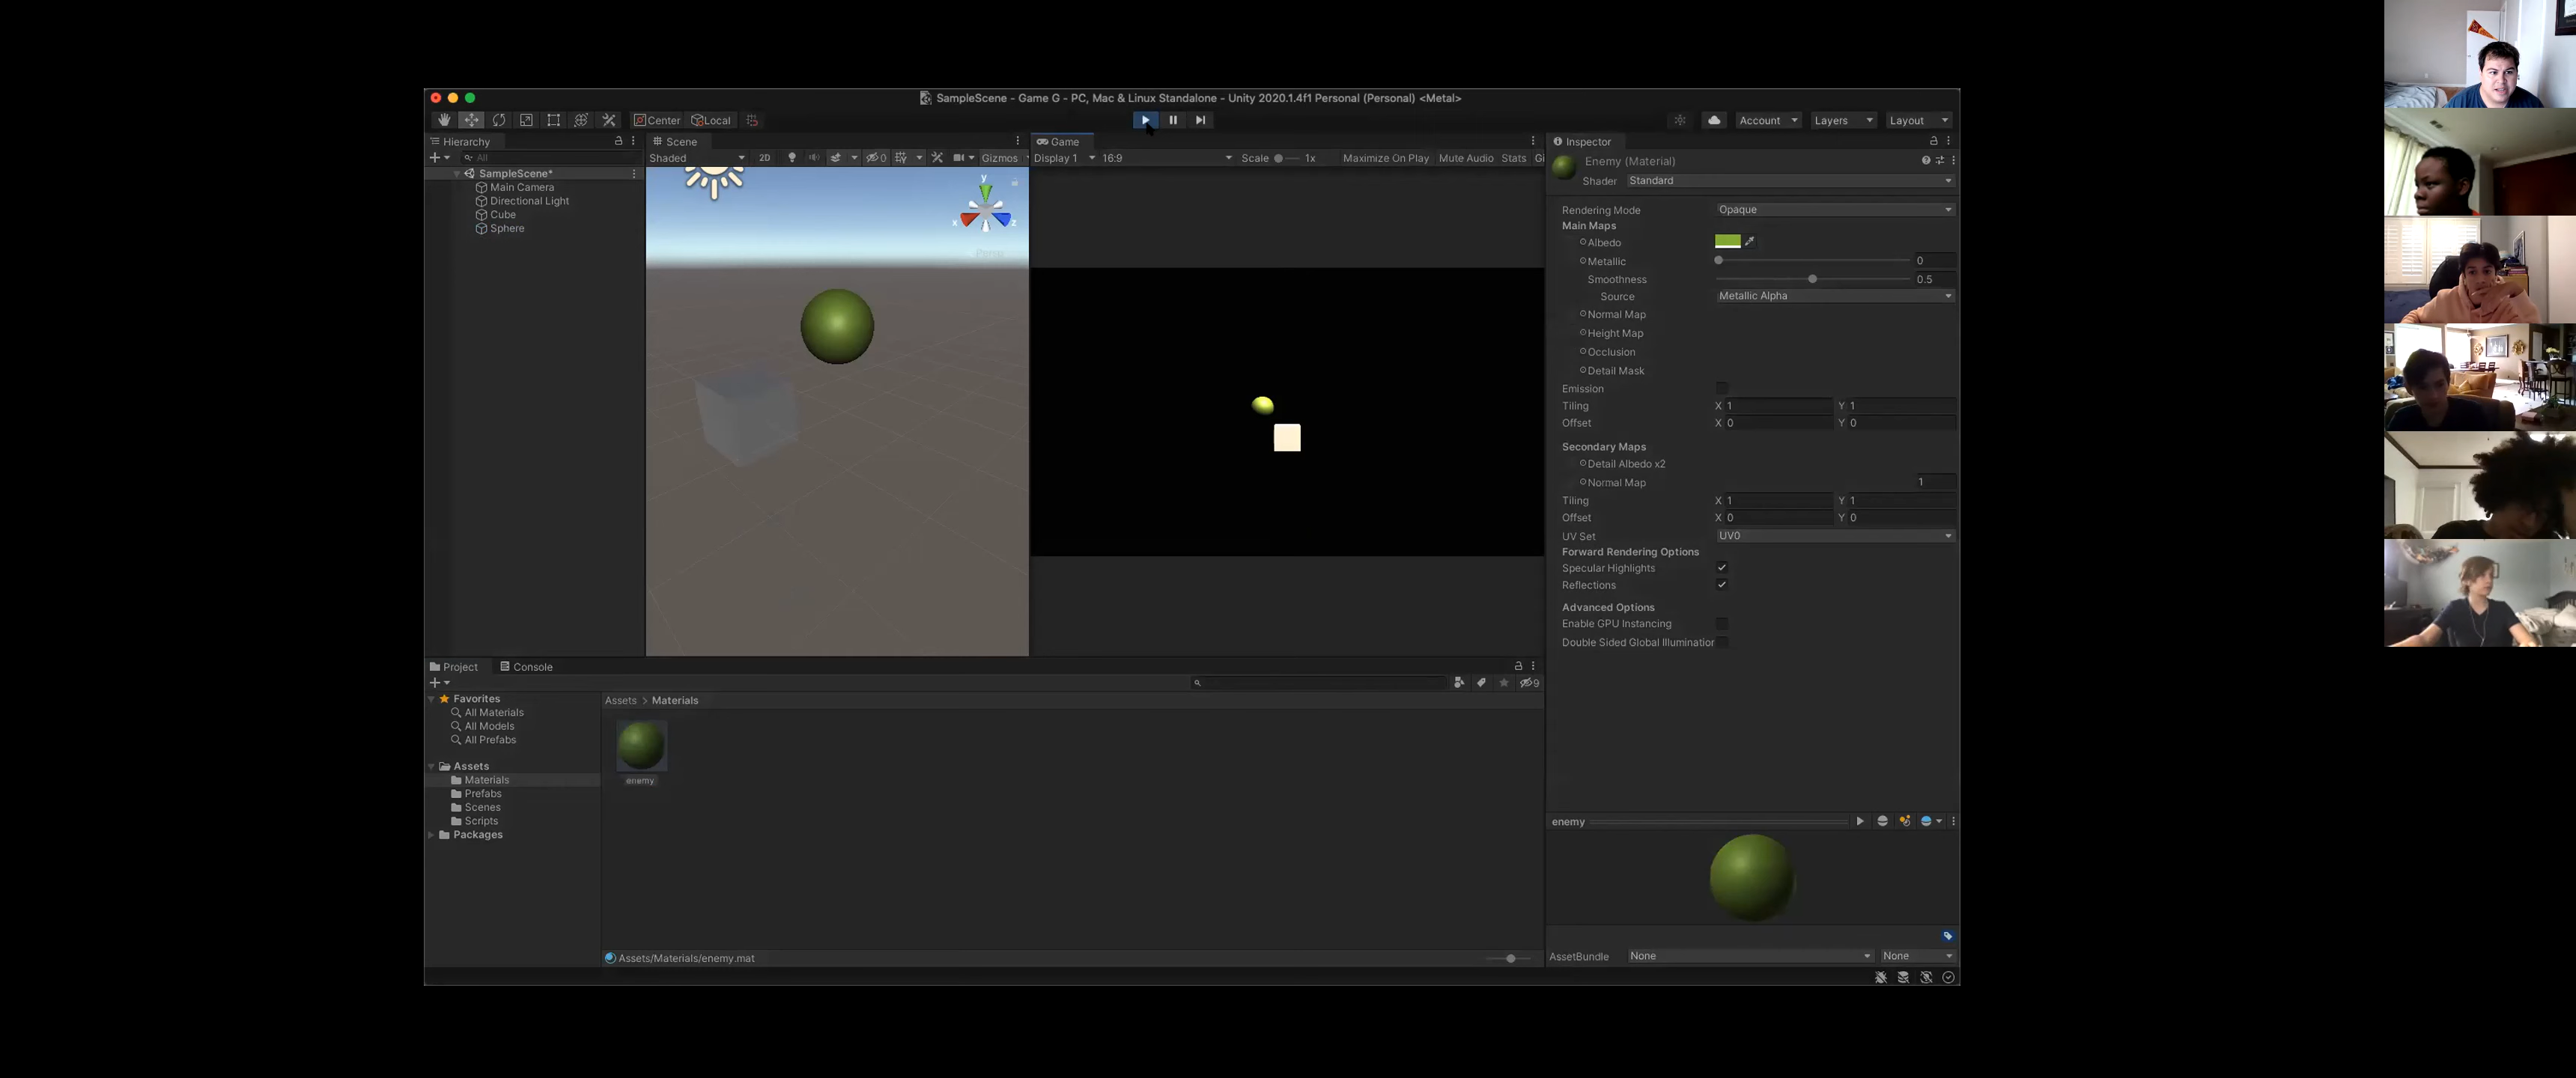 SampleScene - Game G - PC, Mac & Linux Standalone - Unity 2020.1.4f1 Personal (Personal) <Metal>
Center Local
Account Layers Layout
Hierarchy
All
SampleScene*
Main Camera
Directional Light
Cube
Sphere
Scene
Shaded 2D 0 Gizmos
y
x z
Persp
Game
Display 1 16:9 Scale 1x Maximize On Play Mute Audio Stats Gi
Inspector
Enemy (Material)
Shader Standard
Rendering Mode Opaque
Main Maps
Albedo
Metallic 0
Smoothness 0.5
Source Metallic Alpha
Normal Map
Height Map
Occlusion
Detail Mask
Emission
Tiling X 1 Y 1
Offset X 0 Y 0
Secondary Maps
Detail Albedo x2
Normal Map 1
Tiling X 1 Y 1
Offset X 0 Y 0
UV Set UV0
Forward Rendering Options
Specular Highlights
Reflections
Advanced Options
Enable GPU Instancing
Double Sided Global Illumination
Project Console
9
Favorites
All Materials
All Models
All Prefabs
Assets
Materials
Prefabs
Scenes
Scripts
Packages
Assets > Materials
enemy
Assets/Materials/enemy.mat
enemy
AssetBundle None None